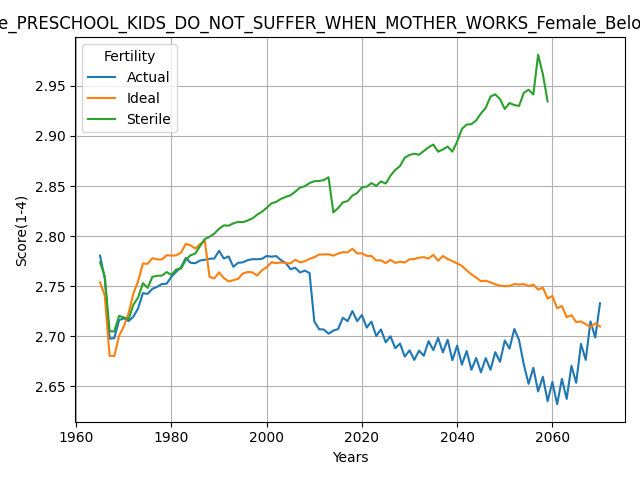 e_PRESCHOOL_KIDS_DO_NOT_SUFFER_WHEN_MOTHER_WORKS_Female_Belo
Fertility
Actual
Ideal
Sterile
2.95
2.90
2.85
2.80
2.75
2.70
2.65
Score(1-4)
1960 1980 2000 2020 2040 2060
Years